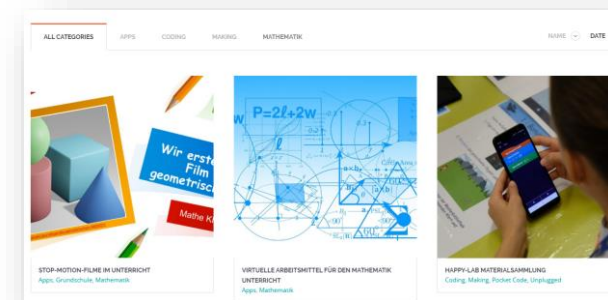 ALL CATEGORIES APPS CODING MAKING MATHEMATIK NAME DATE
Wir erst
Film
geometrisc
Mathe K
P=2ℓ+2w
STOP-MOTION-FILME IM UNTERRICHT
Apps, Grundschule, Mathematik
VIRTUELLE ARBEITSMITTEL FÜR DEN MATHEMATIK
UNTERRICHT
Apps, Mathematik
HAPPY-LAB MATERIALSAMMLUNG
Coding, Making, Pocket Code, Unplugged